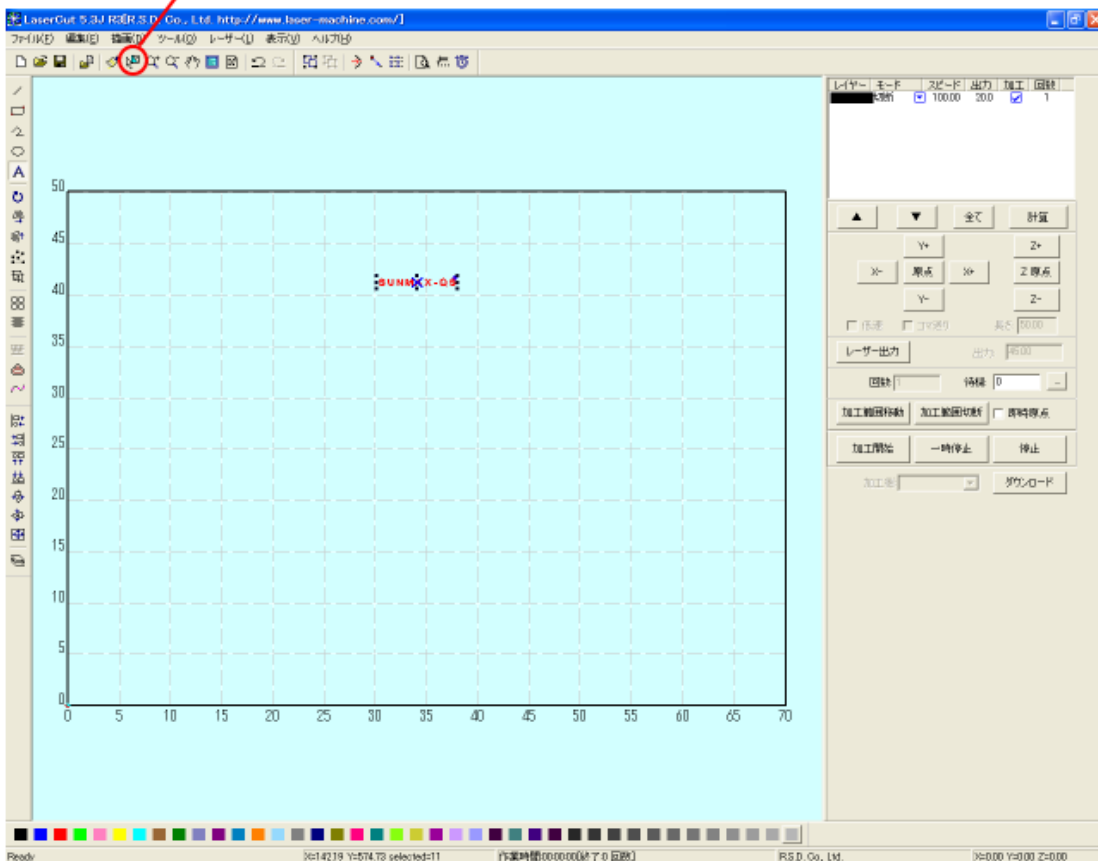 LaserCut 5.3J R3[R.S.D. Co., Ltd. http://www.laser-machine.com/]
ファイル(F) 編集(E) 描画(D) ツール(O) レーザー(L) 表示(V) ヘルプ(H)
レイヤー モード スピード 出力 加工 回数
切断 100.00 20.0 1
▲ ▼ 全て 計算
Y+ Z+
X- 原点 X+ Z 原点
Y- Z-
低速 コマ送り 長さ 50.00
レーザー出力 出力 45.00
回数 1 待機 0 ...
加工範囲移動 加工範囲切断 即時原点
加工開始 一時停止 停止
ダウンロード
50
45
40
35
30
25
20
15
10
5
0
0 5 10 15 20 25 30 35 40 45 50 55 60 65 70
Ready X=142.19 Y=574.73 selected=11 作業時間00:00:00[終了:0 回数] R.S.D. Co., Ltd. X=0.00 Y=0.00 Z=0.00